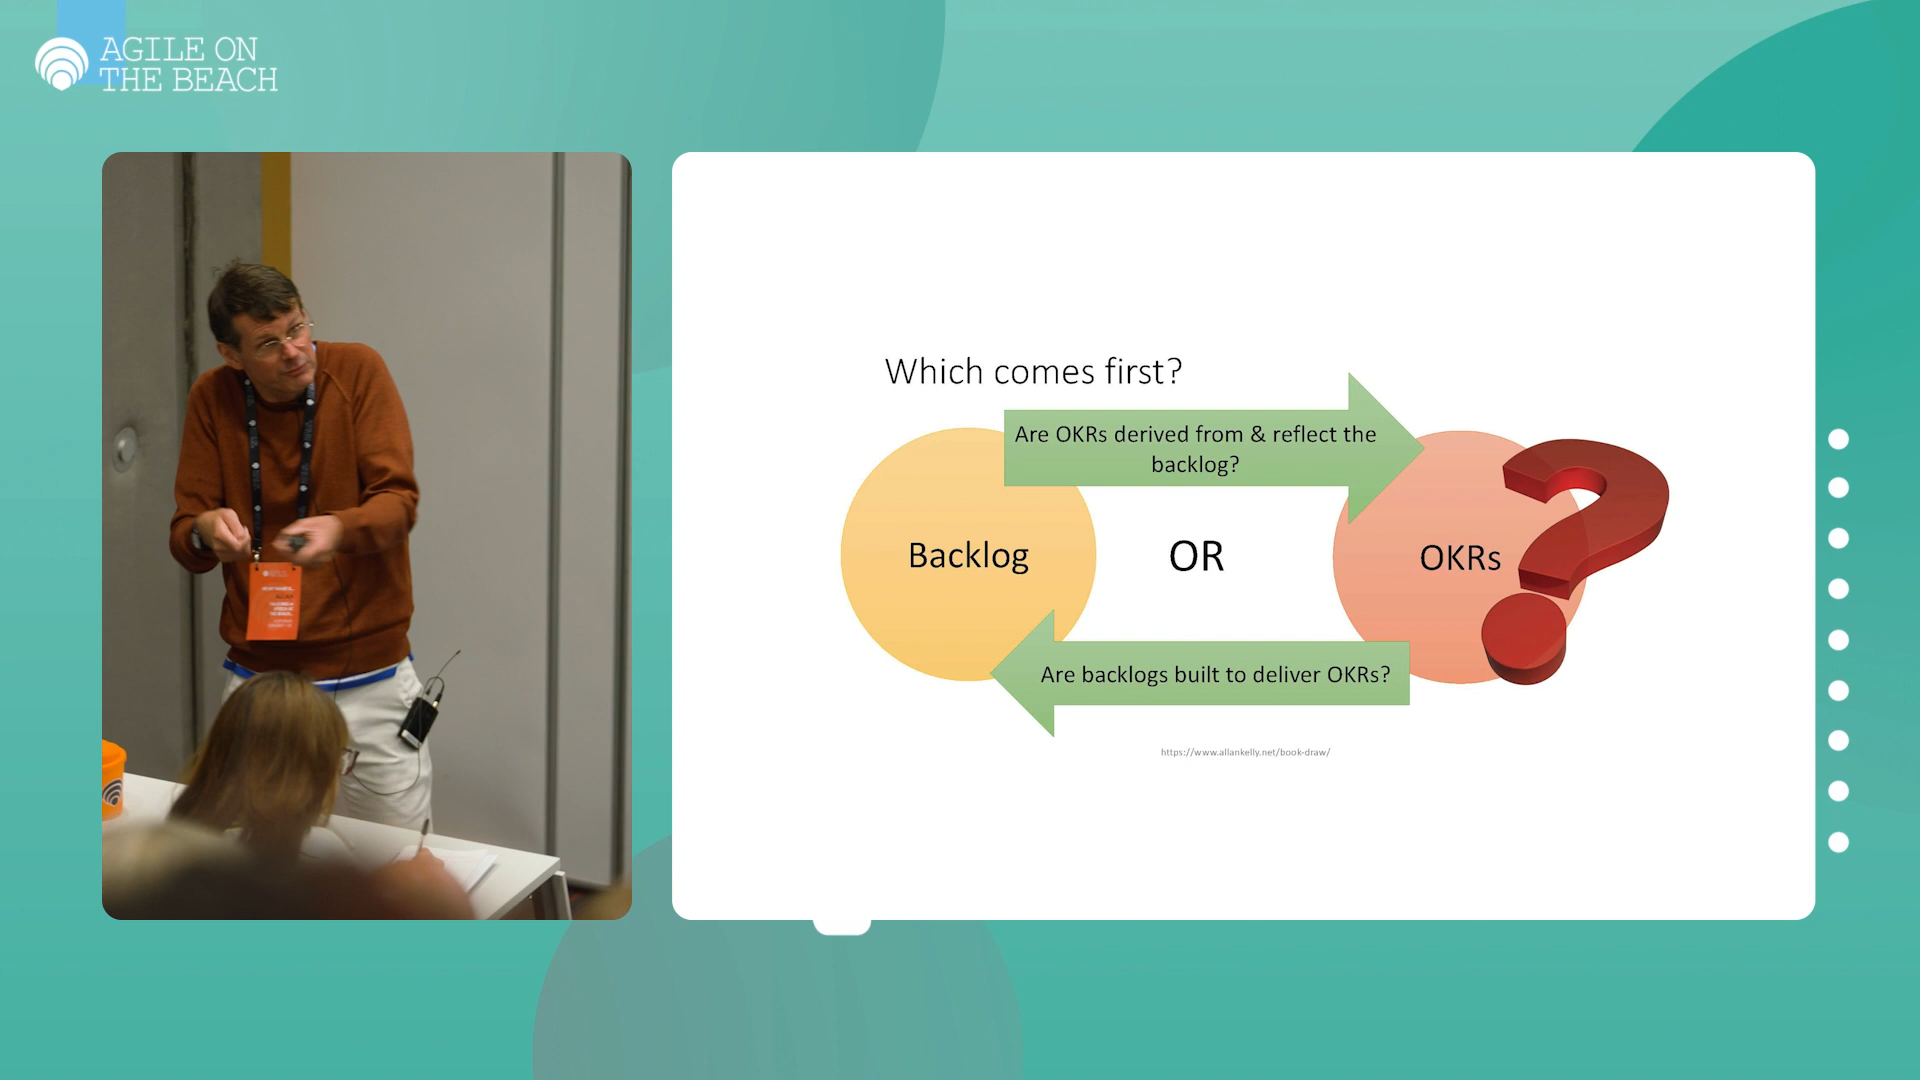 AGILE ON
THE BEACH
Which comes first?
Are OKRs derived from & reflect the
backlog?
Backlog
OR
OKRs
Are backlogs built to deliver OKRs?
https://www.allankelly.net/book-draw/